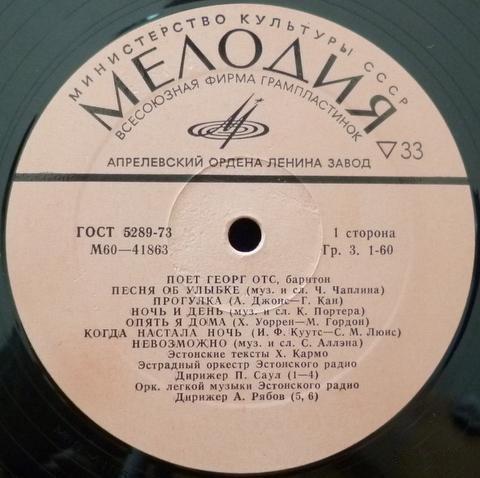 МИНИСТЕРСТВО КУЛЬТУРЫ СССР
МЕЛОДИЯ
ВСЕСОЮЗНАЯ ФИРМА ГРАМПЛАСТИНОК
АПРЕЛЕВСКИЙ ОРДЕНА ЛЕНИНА ЗАВОД
▽33
ГОСТ 5289-73
М60—41863
1 сторона
Гр. 3. 1-60
ПОЕТ ГЕОРГ ОТС, баритон
ПЕСНЯ ОБ УЛЫБКЕ (муз. и сл. Ч. Чаплина)
ПРОГУЛКА (А. Джонс—Г. Кан)
НОЧЬ И ДЕНЬ (муз. и сл. К. Портера)
ОПЯТЬ Я ДОМА (Х. Уоррен—М. Гордон)
КОГДА НАСТАЛА НОЧЬ (И. Ф. Куутс—С. М. Люис)
НЕВОЗМОЖНО (муз. и сл. С. Аллэна)
Эстонские тексты Х. Кармо
Эстрадный оркестр Эстонского радио
Дирижер П. Саул (1—4)
Орк. легкой музыки Эстонского радио
Дирижер А. Рябов (5, 6)